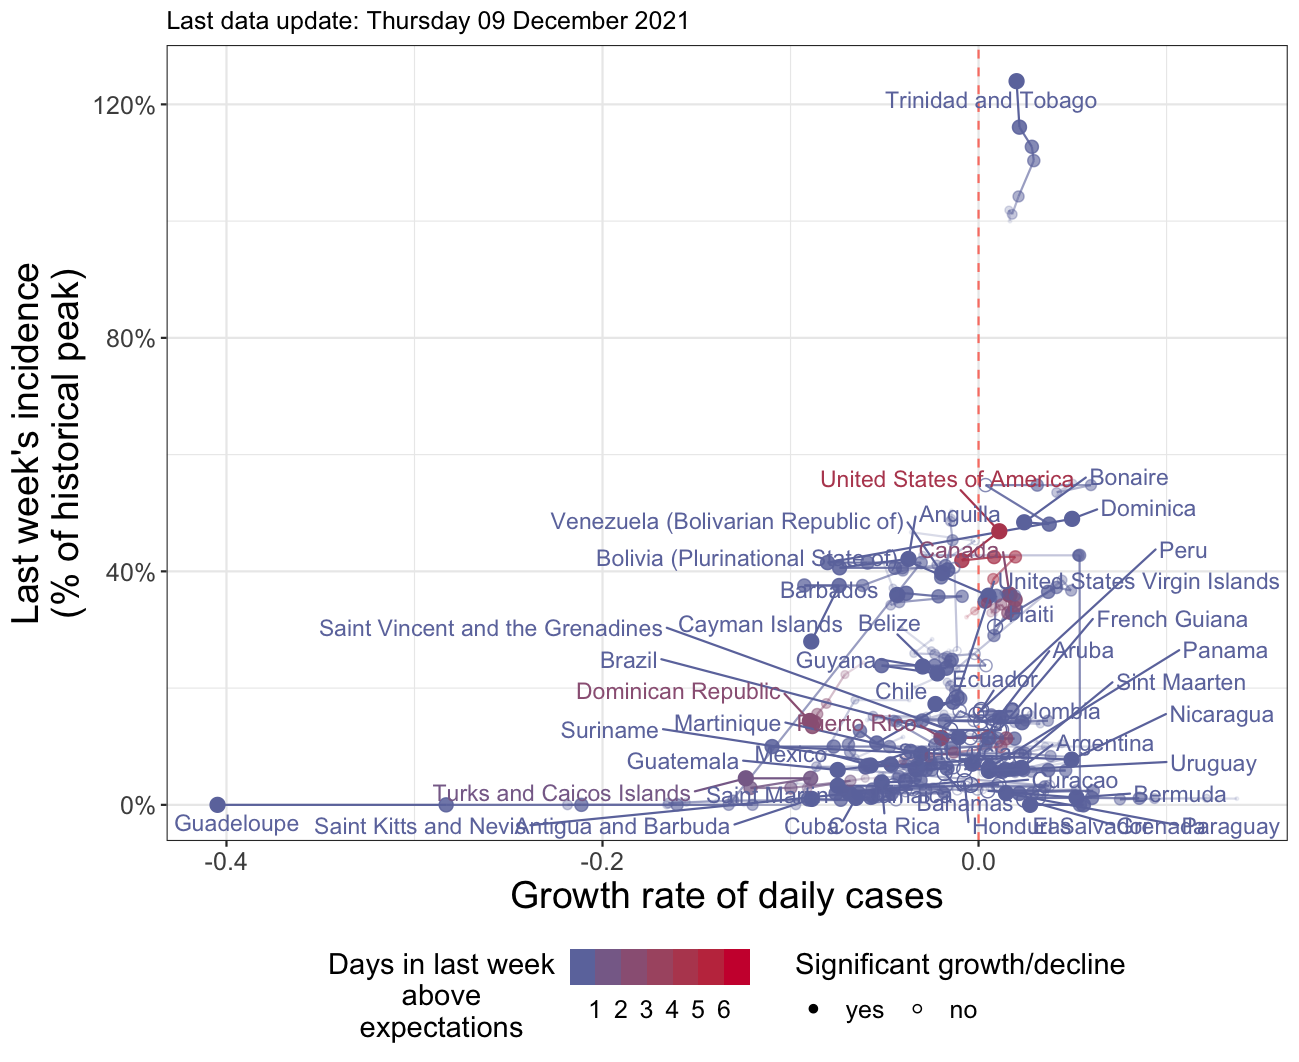 Last data update: Thursday 09 December 2021
120%
80%
40%
0%
Last week's incidence
(% of historical peak)
Trinidad and Tobago
United States of America
Bonaire
Dominica
Anguilla
Venezuela (Bolivarian Republic of)
Canada
Peru
Bolivia (Plurinational State of)
United States Virgin Islands
Barbados
Haiti
French Guiana
Cayman Islands
Belize
Saint Vincent and the Grenadines
Aruba
Panama
Brazil
Guyana
Ecuador
Sint Maarten
Dominican Republic
Chile
Colombia
Nicaragua
Martinique
Puerto Rico
Suriname
Argentina
Mexico
Guatemala
Uruguay
Curacao
Turks and Caicos Islands
Bermuda
Bahamas
Guadeloupe
Saint Kitts and Nevis
Antigua and Barbuda
Cuba
Costa Rica
Honduras
El Salvador
Grenada
Paraguay
-0.4
-0.2
0.0
Growth rate of daily cases
Days in last week
above
expectations
1 2 3 4 5 6
Significant growth/decline
yes
no